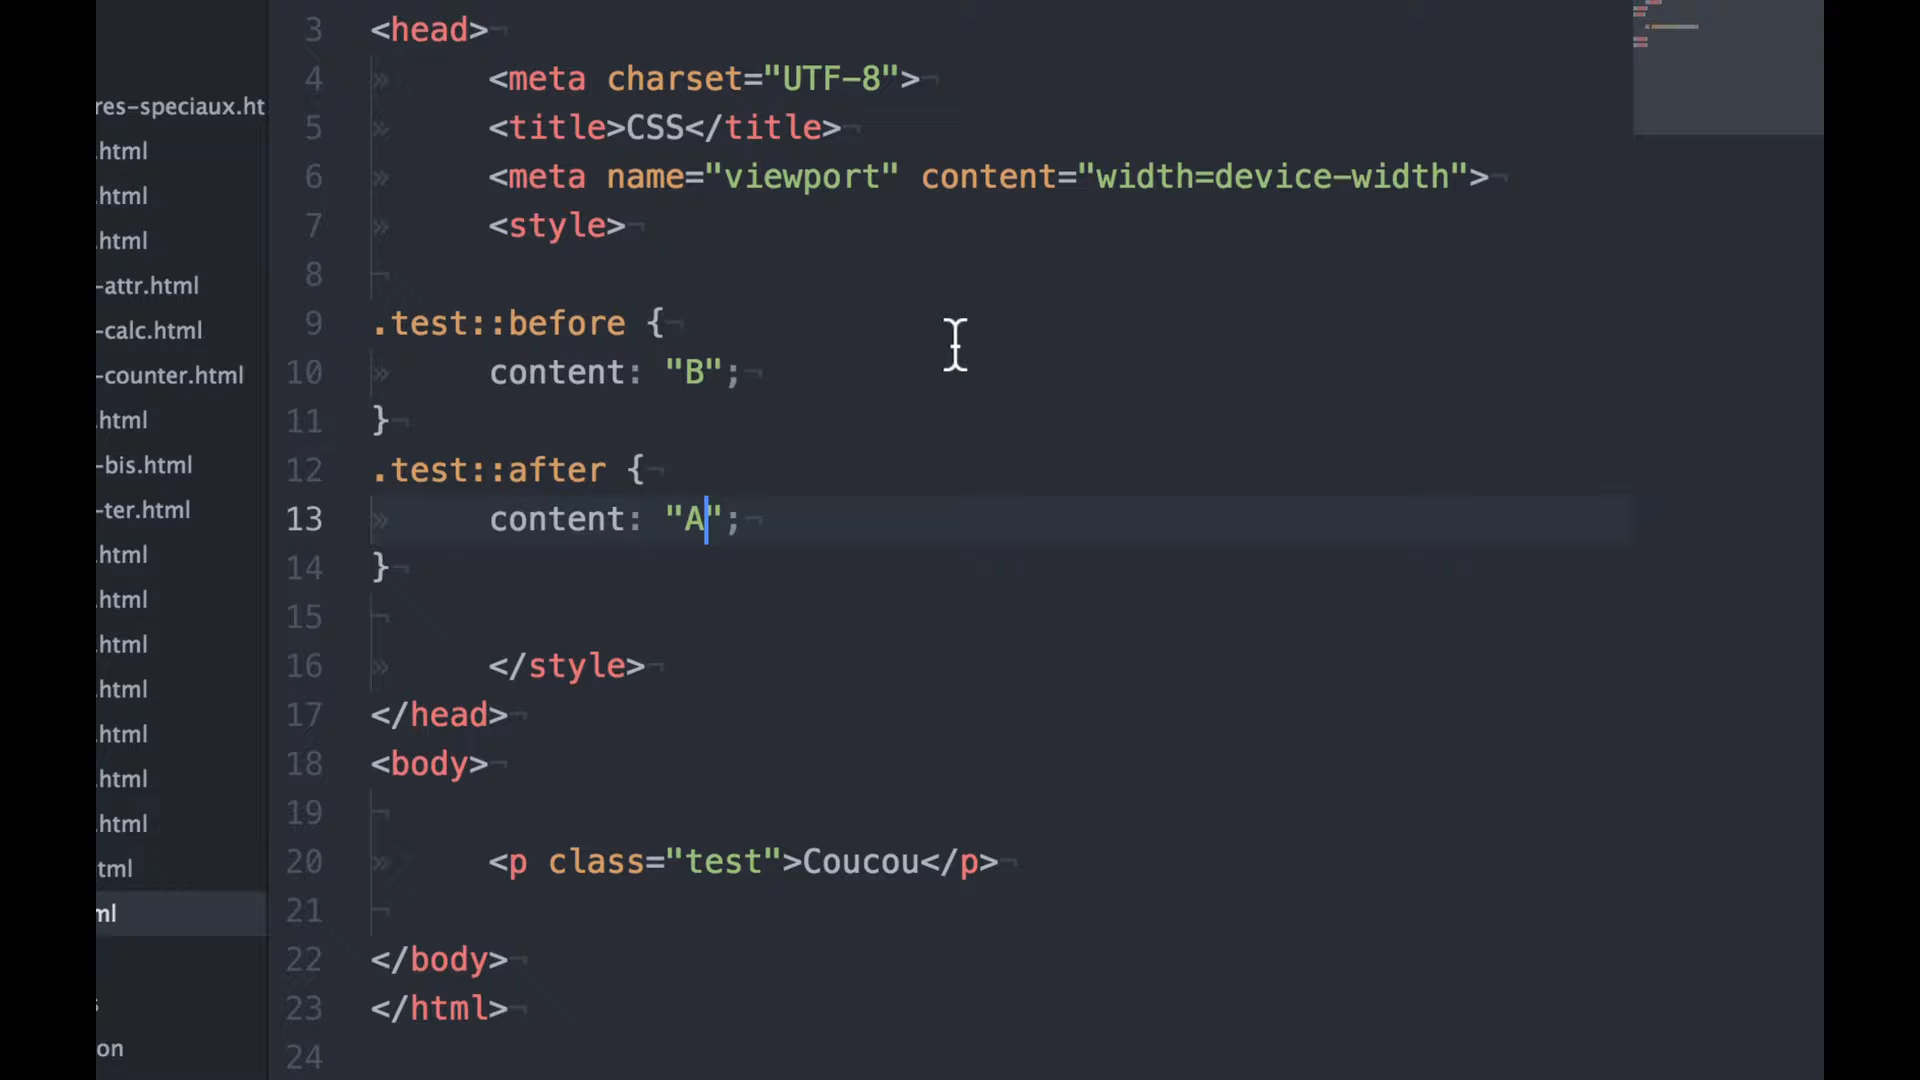 res-speciaux.ht
.html
.html
.html
-attr.html
-calc.html
-counter.html
.html
-bis.html
-ter.html
.html
.html
.html
.html
.html
.html
.html
tml
ml
s
on
3 <head>¬
4 » <meta charset="UTF-8">¬
5 » <title>CSS</title>¬
6 » <meta name="viewport" content="width=device-width">¬
7 » <style>¬
8 ¬
9 .test::before {¬
10 » content: "B";¬
11 }¬
12 .test::after {¬
13 » content: "A";¬
14 }¬
15 ¬
16 » </style>¬
17 </head>¬
18 <body>¬
19 ¬
20 » <p class="test">Coucou</p>¬
21 ¬
22 </body>¬
23 </html>¬
24